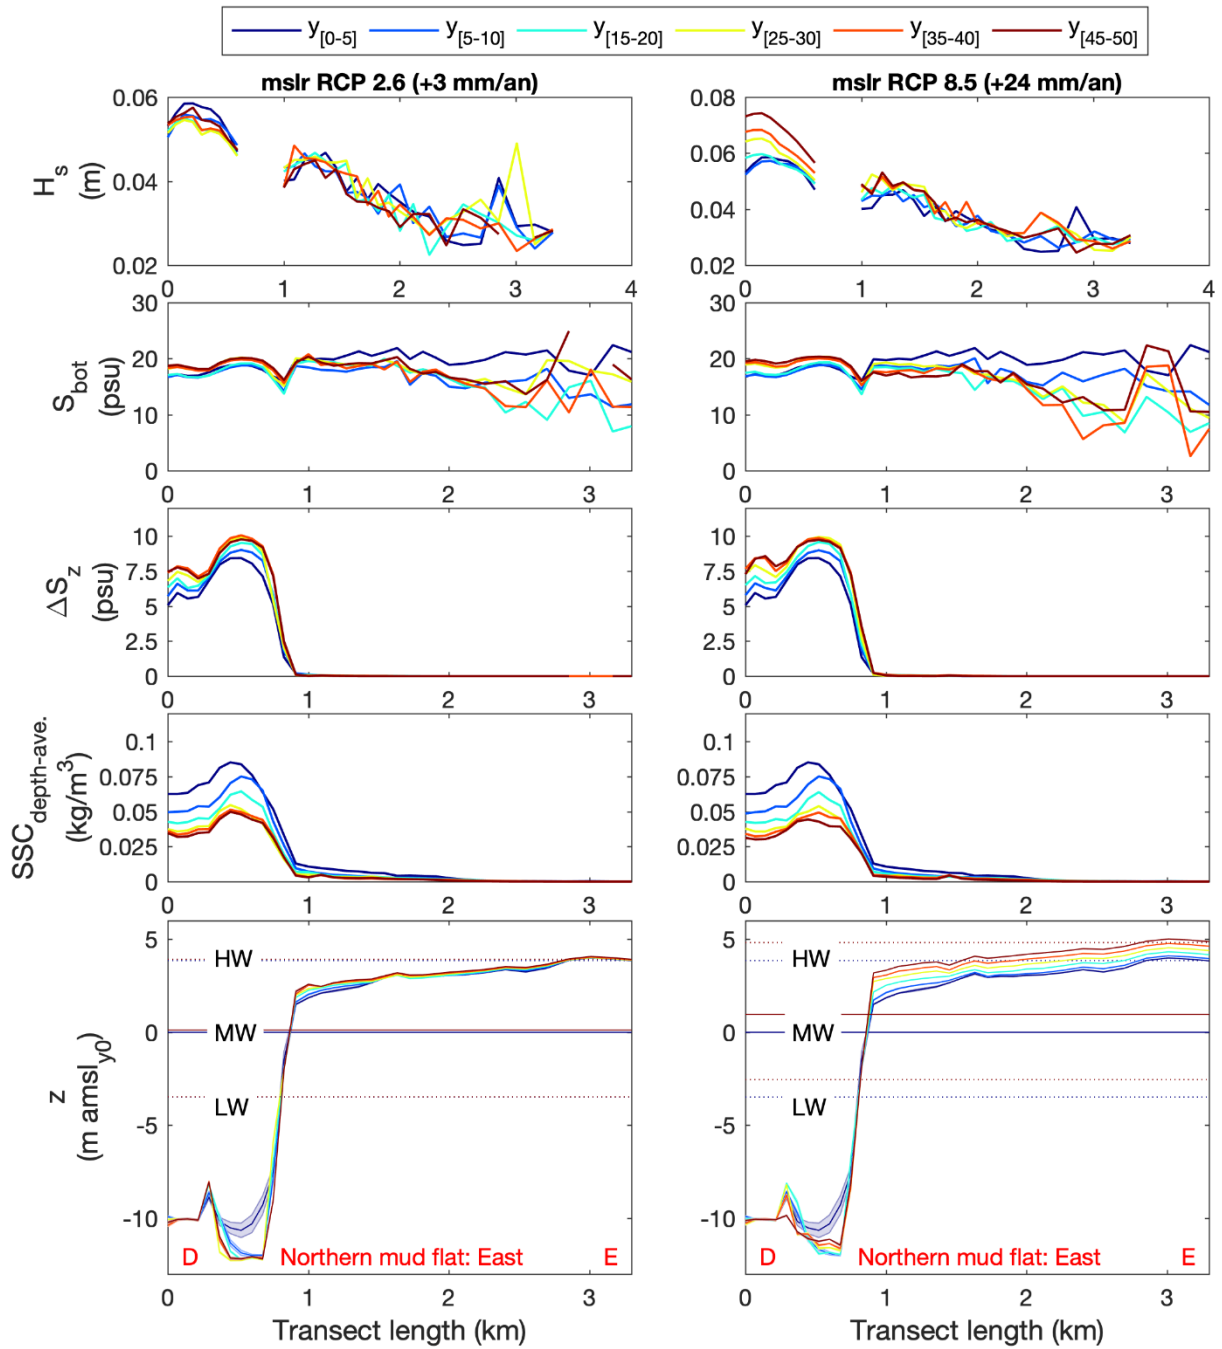 y[0-5] y[5-10] y[15-20] y[25-30] y[35-40] y[45-50]
mslr RCP 2.6 (+3 mm/an)
mslr RCP 8.5 (+24 mm/an)
Hs
(m)
0.06
0.04
0.02
0 1 2 3 4
0.08
0.06
0.04
0.02
0 1 2 3 4
Sbot
(psu)
30
20
10
0
0 1 2 3
30
20
10
0
0 1 2 3
ΔSz
(psu)
10
7.5
5
2.5
0
0 1 2 3
10
7.5
5
2.5
0
0 1 2 3
SSCdepth-ave.
(kg/m³)
0.1
0.075
0.05
0.025
0
0 1 2 3
0.1
0.075
0.05
0.025
0
0 1 2 3
z
(m amsly0)
5
0
-5
-10
HW
MW
LW
D Northern mud flat: East E
0 1 2 3
Transect length (km)
5
0
-5
-10
HW
MW
LW
D Northern mud flat: East E
0 1 2 3
Transect length (km)